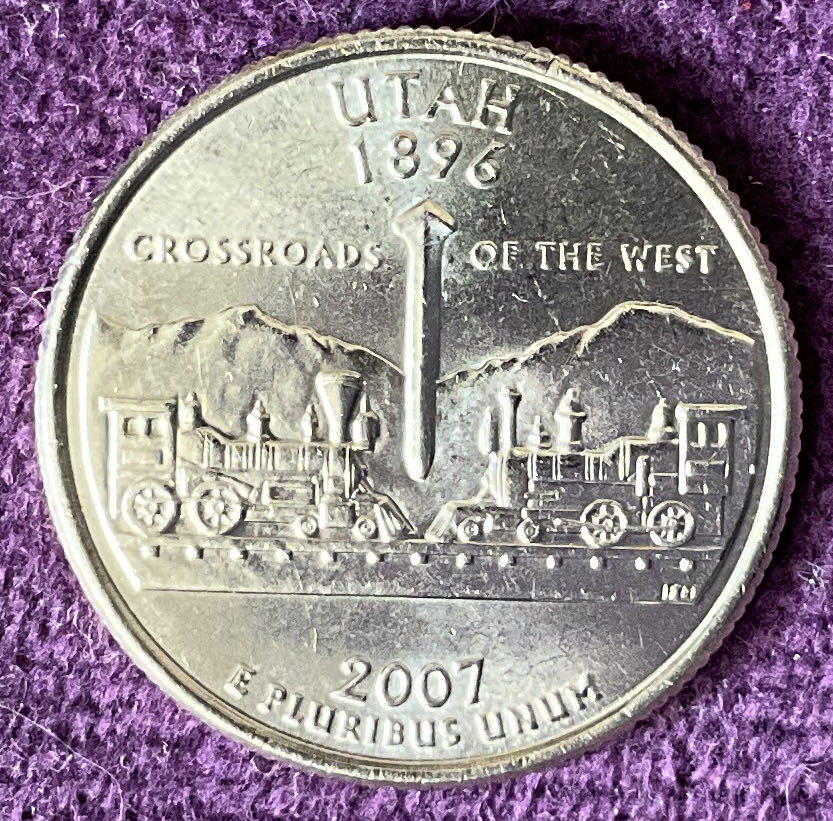 UTAH
1896
CROSSROADS OF THE WEST
2007
E PLURIBUS UNUM